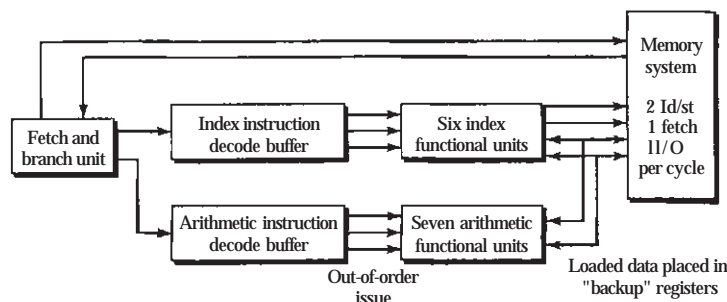 Memory
system
2 Id/st
1 fetch
11/O
per cycle
Fetch and
branch unit
Index instruction
decode buffer
Six index
functional units
Arithmetic instruction
decode buffer
Seven arithmetic
functional units
Out-of-order
issue
Loaded data placed in
"backup" registers